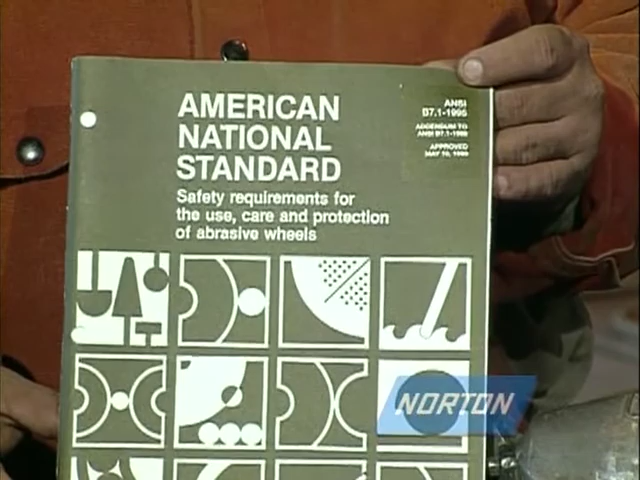 AMERICAN
NATIONAL
STANDARD
Safety requirements for
the use, care and protection
of abrasive wheels
ANSI
B7.1-1995
ADDENDUM TO
ANSI B7.1-1988
APPROVED
NORTON